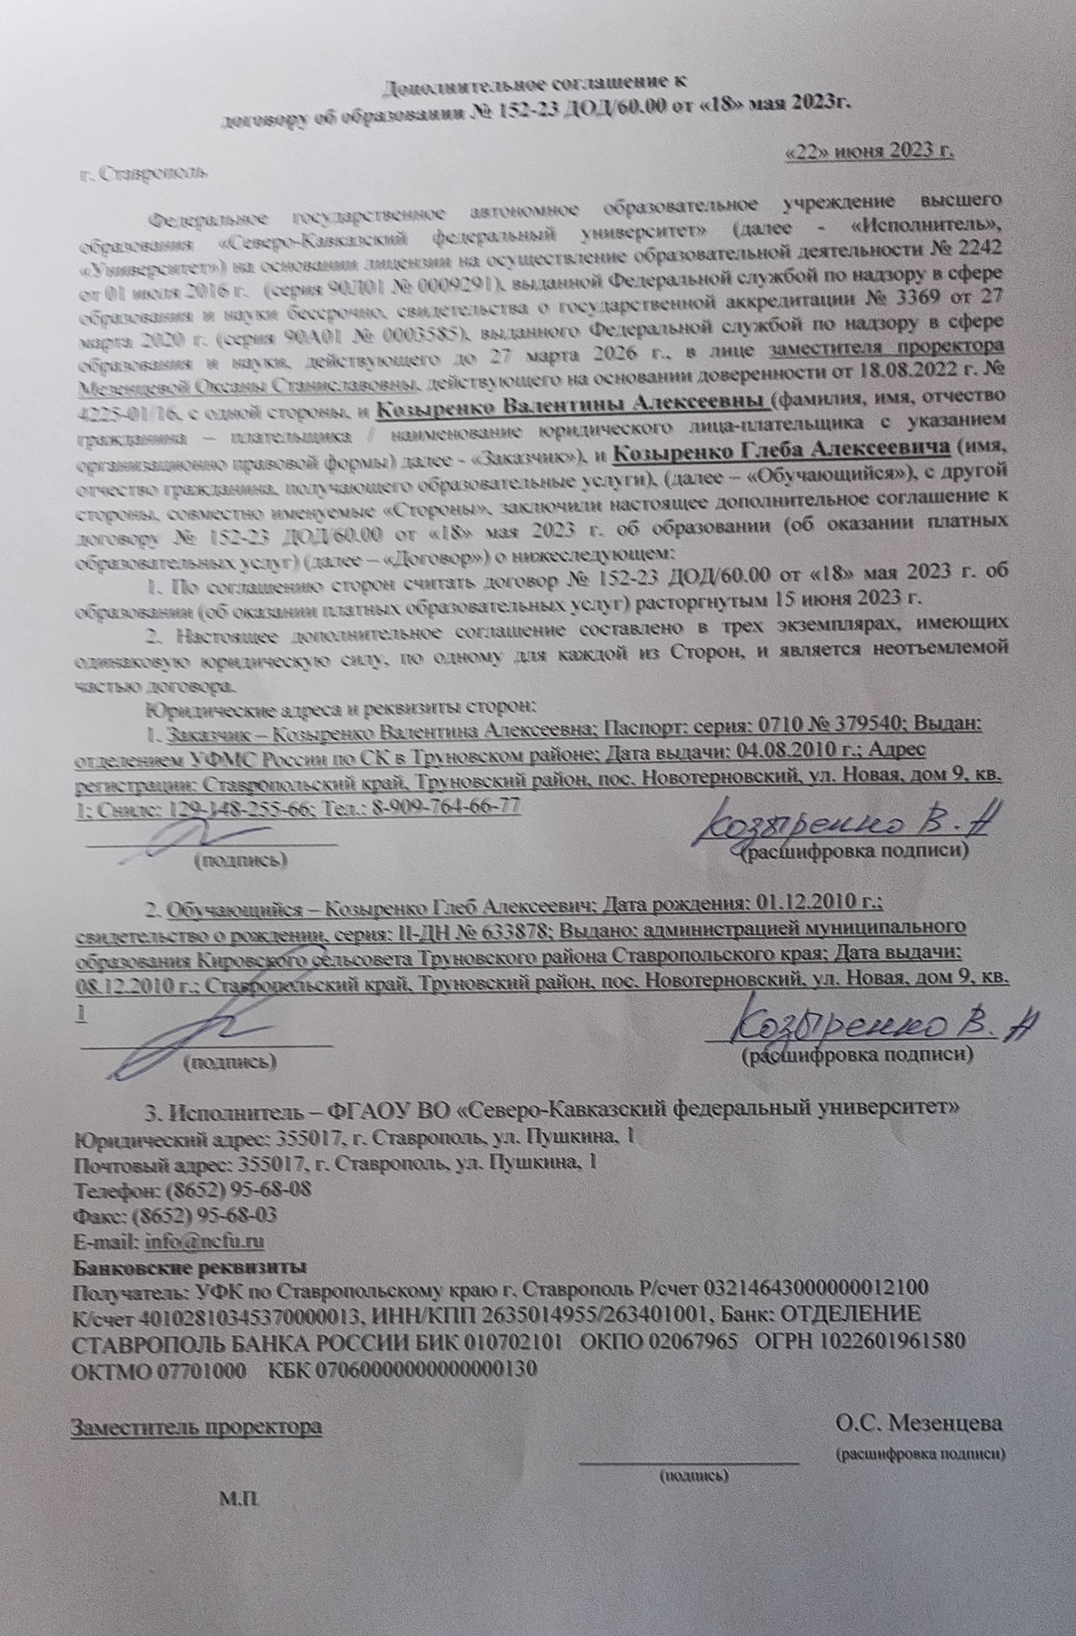 Дополнительное соглашение к
договору об образовании № 152-23 ДОД/60.00 от «18» мая 2023г.
«22» июня 2023 г.
г. Ставрополь
Федеральное государственное автономное образовательное учреждение высшего
образования «Северо-Кавказский федеральный университет» (далее - «Исполнитель»,
«Университет») на основании лицензии на осуществление образовательной деятельности № 2242
от 01 июля 2016 г. (серия 90Л01 № 0009291), выданной Федеральной службой по надзору в сфере
образования и науки бессрочно, свидетельства о государственной аккредитации № 3369 от 27
марта 2020 г. (серия 90А01 № 0003585), выданного Федеральной службой по надзору в сфере
образования и науки, действующего до 27 марта 2026 г., в лице заместителя проректора
Мезенцевой Оксаны Станиславовны, действующего на основании доверенности от 18.08.2022 г. №
4225-01/16, с одной стороны, и Козыренко Валентины Алексеевны (фамилия, имя, отчество
гражданина – плательщика / наименование юридического лица-плательщика с указанием
организационно правовой формы) далее - «Заказчик»), и Козыренко Глеба Алексеевича (имя,
отчество гражданина, получающего образовательные услуги), (далее – «Обучающийся»), с другой
стороны, совместно именуемые «Стороны», заключили настоящее дополнительное соглашение к
договору № 152-23 ДОД/60.00 от «18» мая 2023 г. об образовании (об оказании платных
образовательных услуг) (далее – «Договор») о нижеследующем:
1. По соглашению сторон считать договор № 152-23 ДОД/60.00 от «18» мая 2023 г. об
образовании (об оказании платных образовательных услуг) расторгнутым 15 июня 2023 г.
2. Настоящее дополнительное соглашение составлено в трех экземплярах, имеющих
одинаковую юридическую силу, по одному для каждой из Сторон, и является неотъемлемой
частью договора.
Юридические адреса и реквизиты сторон:
1. Заказчик – Козыренко Валентина Алексеевна; Паспорт: серия: 0710 № 379540; Выдан:
отделением УФМС России по СК в Труновском районе; Дата выдачи: 04.08.2010 г.; Адрес
регистрации: Ставропольский край, Труновский район, пос. Новотерновский, ул. Новая, дом 9, кв.
1; Снилс: 129-148-255-66; Тел.: 8-909-764-66-77
Козыренко В. А
(подпись) (расшифровка подписи)
2. Обучающийся – Козыренко Глеб Алексеевич; Дата рождения: 01.12.2010 г.;
свидетельство о рождении, серия: II-ДН № 633878; Выдано: администрацией муниципального
образования Кировского сельсовета Труновского района Ставропольского края; Дата выдачи:
08.12.2010 г.; Ставропольский край, Труновский район, пос. Новотерновский, ул. Новая, дом 9, кв.
1
Козыренко В. А
(подпись) (расшифровка подписи)
3. Исполнитель – ФГАОУ ВО «Северо-Кавказский федеральный университет»
Юридический адрес: 355017, г. Ставрополь, ул. Пушкина, 1
Почтовый адрес: 355017, г. Ставрополь, ул. Пушкина, 1
Телефон: (8652) 95-68-08
Факс: (8652) 95-68-03
E-mail: info@ncfu.ru
Банковские реквизиты
Получатель: УФК по Ставропольскому краю г. Ставрополь Р/счет 03214643000000012100
К/счет 40102810345370000013, ИНН/КПП 2635014955/263401001, Банк: ОТДЕЛЕНИЕ
СТАВРОПОЛЬ БАНКА РОССИИ БИК 010702101 ОКПО 02067965 ОГРН 1022601961580
ОКТМО 07701000 КБК 07060000000000000130
Заместитель проректора О.С. Мезенцева
(расшифровка подписи)
(подпись)
М.П